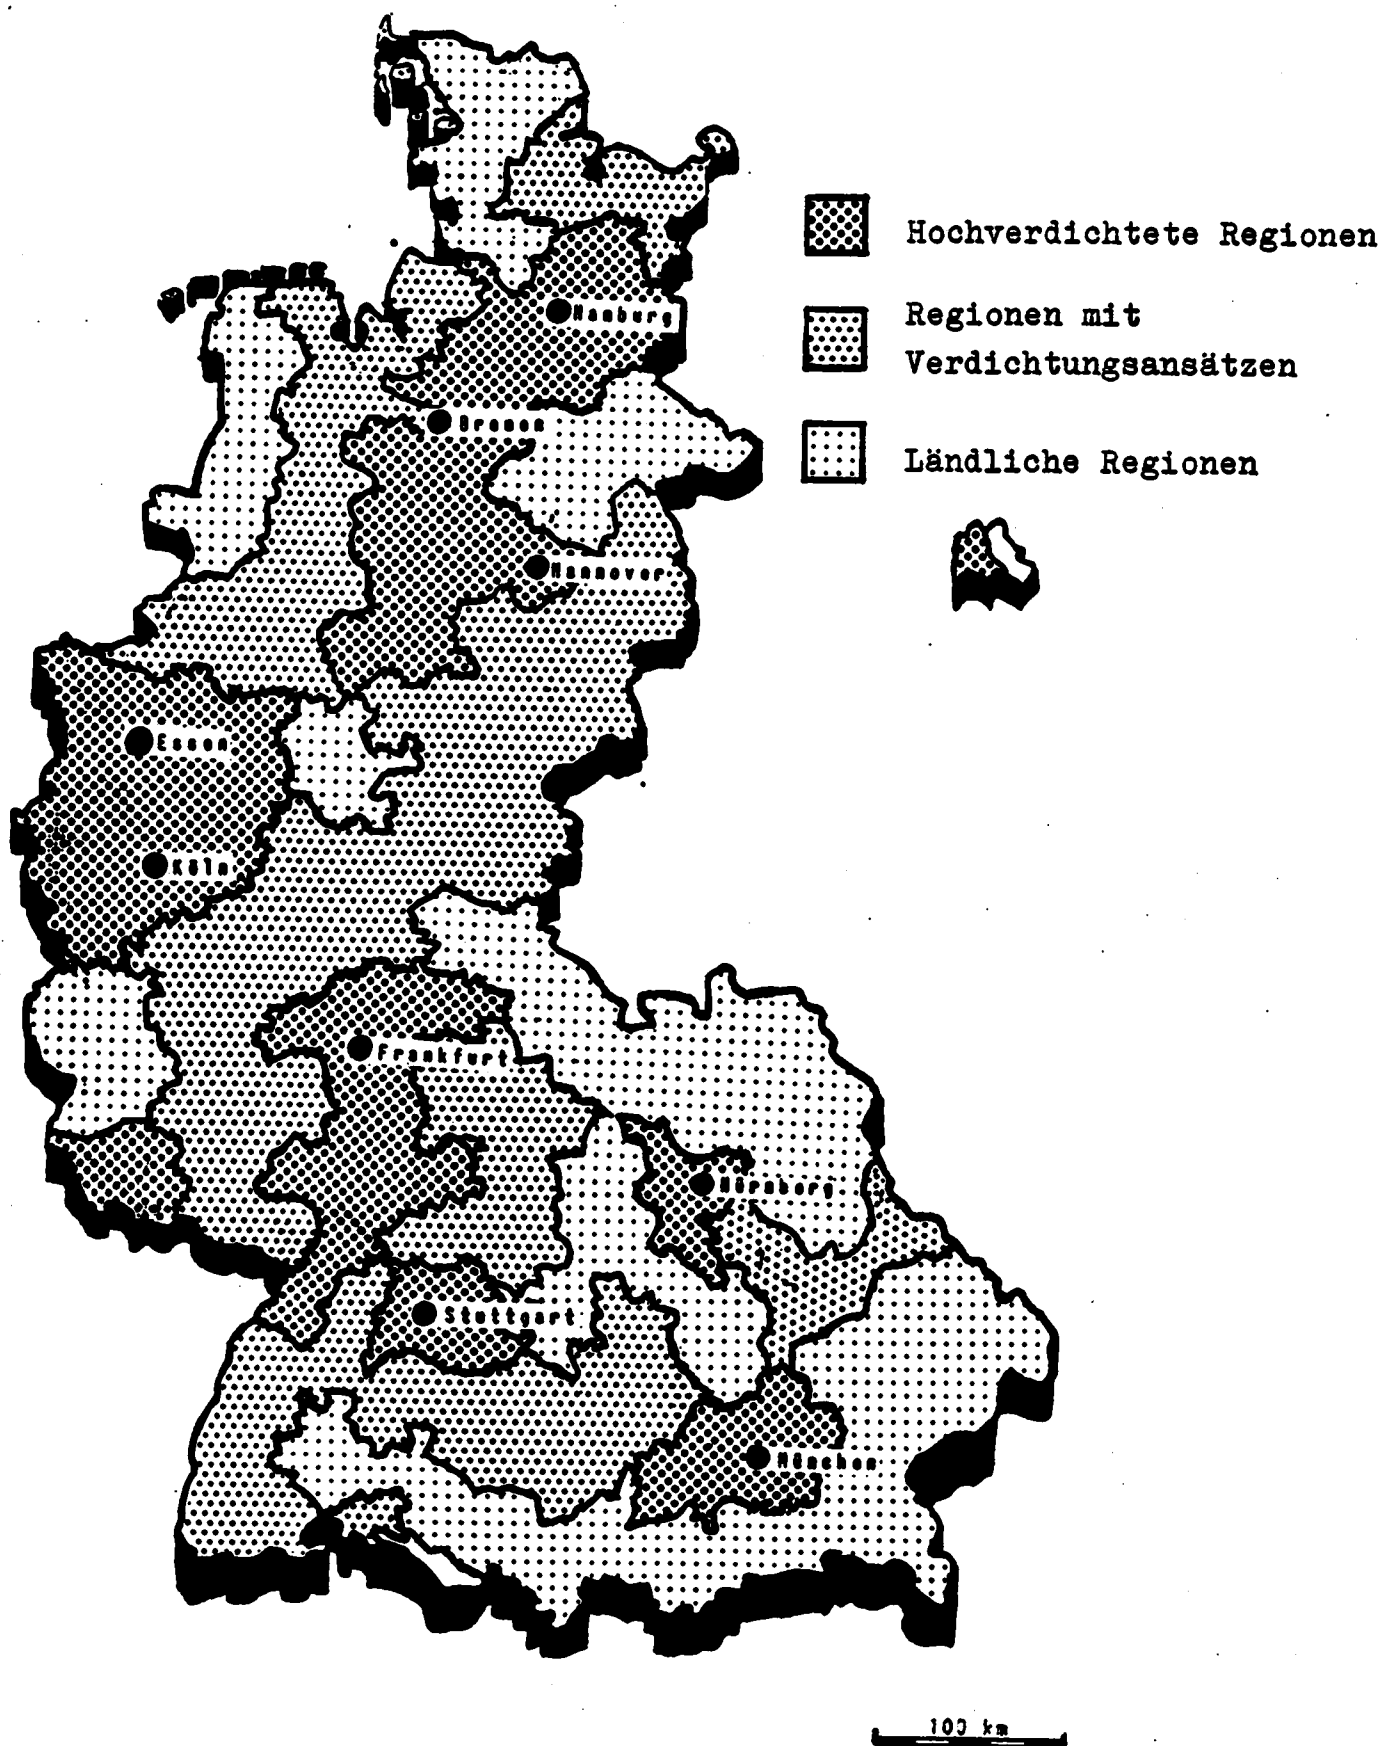 Hochverdichtete Regionen
Regionen mit
Verdichtungsansätzen
Ländliche Regionen
Hamburg
Bremen
Hannover
Essen
Köln
Frankfurt
Nürnberg
Stuttgart
München
100 km